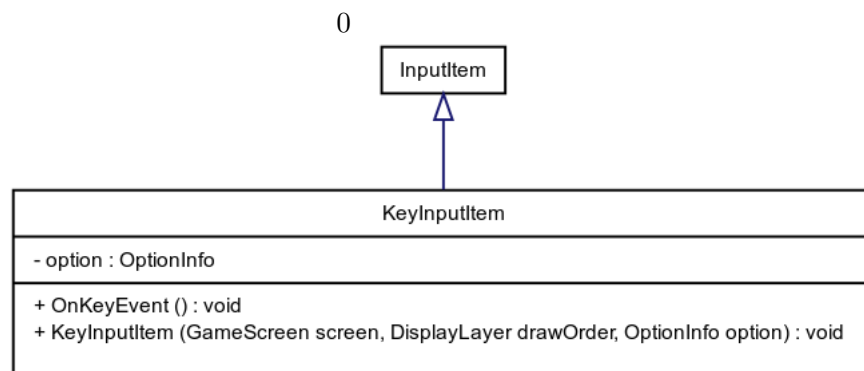 0
InputItem
KeyInputItem
- option : OptionInfo
+ OnKeyEvent () : void
+ KeyInputItem (GameScreen screen, DisplayLayer drawOrder, OptionInfo option) : void